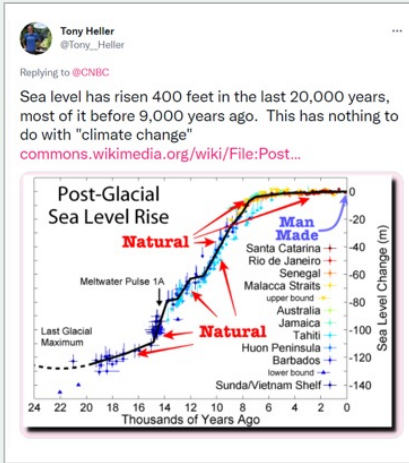 Tony Heller
@Tony__Heller
Replying to @CNBC
Sea level has risen 400 feet in the last 20,000 years,
most of it before 9,000 years ago. This has nothing to
do with "climate change"
commons.wikimedia.org/wiki/File:Post...
Post-Glacial
Sea Level Rise
Natural
Man
Made
Meltwater Pulse 1A
Last Glacial
Maximum
Natural
Santa Catarina
Rio de Janeiro
Senegal
Malacca Straits
upper bound
Australia
Jamaica
Tahiti
Huon Peninsula
Barbados
lower bound
Sunda/Vietnam Shelf
0
-20
-40
-60
-80
-100
-120
-140
Sea Level Change (m)
24 22 20 18 16 14 12 10 8 6 4 2 0
Thousands of Years Ago